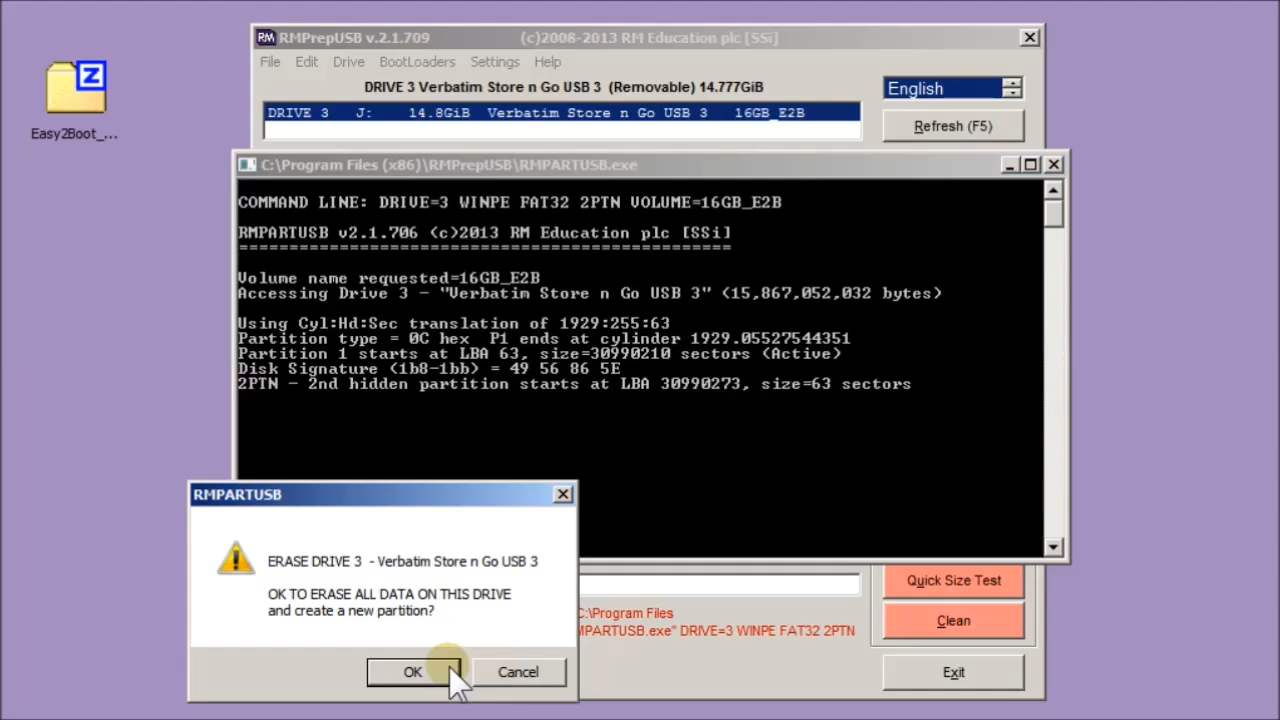 RMPrepUSB v.2.1.709 (c)2008-2013 RM Education plc [SSi]
File Edit Drive BootLoaders Settings Help
DRIVE 3 Verbatim Store n Go USB 3 (Removable) 14.777GiB
English
DRIVE 3 J: 14.8GiB Verbatim Store n Go USB 3 16GB_E2B
Refresh (F5)
Z
Easy2Boot_...
C:\Program Files (x86)\RMPrepUSB\RMPARTUSB.exe
COMMAND LINE: DRIVE=3 WINPE FAT32 2PTN VOLUME=16GB_E2B
RMPARTUSB v2.1.706 (c)2013 RM Education plc [SSi]
=================================================
Volume name requested=16GB_E2B
Accessing Drive 3 - "Verbatim Store n Go USB 3" (15,867,052,032 bytes)
Using Cyl:Hd:Sec translation of 1929:255:63
Partition type = 0C hex P1 ends at cylinder 1929.05527544351
Partition 1 starts at LBA 63, size=30990210 sectors (Active)
Disk Signature (1b8-1bb) = 49 56 86 5E
2PTN - 2nd hidden partition starts at LBA 30990273, size=63 sectors
RMPARTUSB
ERASE DRIVE 3 - Verbatim Store n Go USB 3
OK TO ERASE ALL DATA ON THIS DRIVE
and create a new partition?
OK Cancel
Quick Size Test
C:\Program Files
MPARTUSB.exe" DRIVE=3 WINPE FAT32 2PTN
Clean
Exit